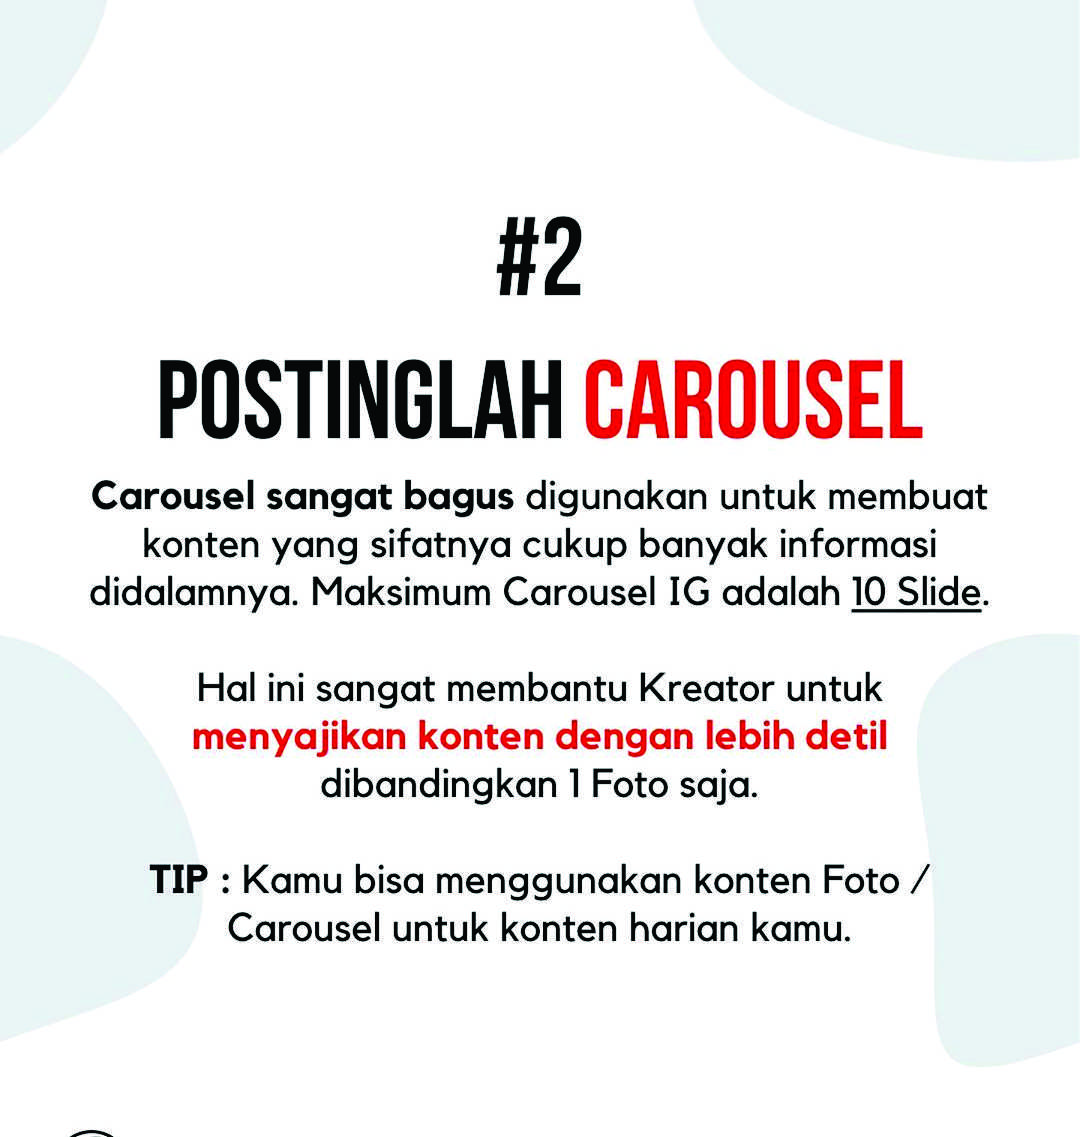 #2
POSTINGLAH CAROUSEL
Carousel sangat bagus digunakan untuk membuat
konten yang sifatnya cukup banyak informasi
didalamnya. Maksimum Carousel IG adalah 10 Slide.
Hal ini sangat membantu Kreator untuk
menyajikan konten dengan lebih detil
dibandingkan 1 Foto saja.
TIP : Kamu bisa menggunakan konten Foto /
Carousel untuk konten harian kamu.